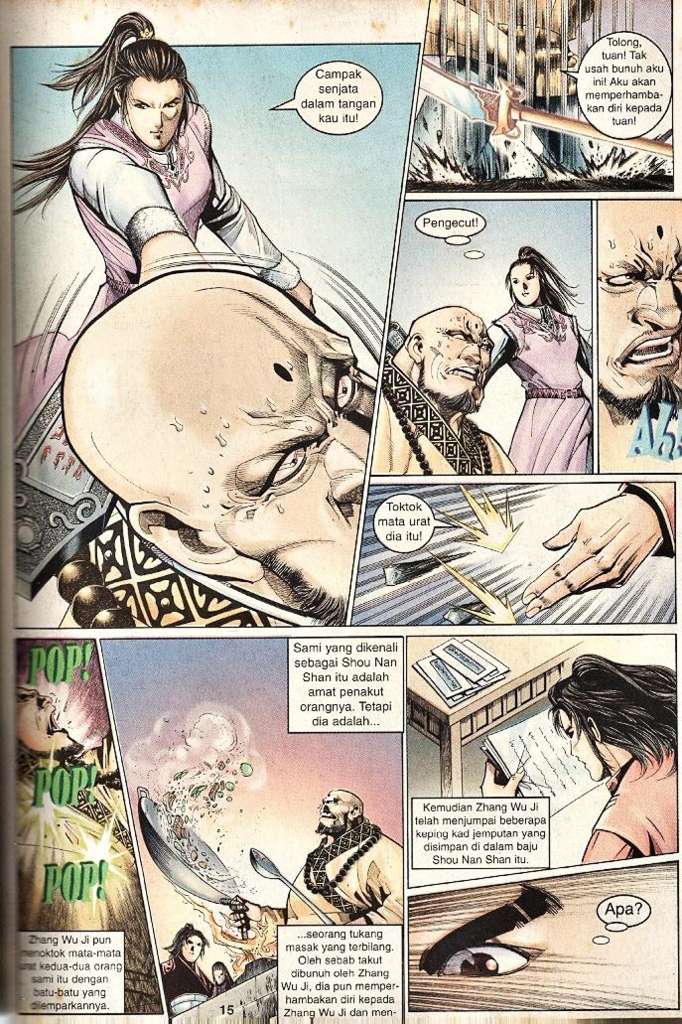 Campak
senjata
dalam tangan
kau itu!
Tolong,
tuan! Tak
usah bunuh aku
ini! Aku akan
memperhamba-
kan diri kepada
tuan!
Pengecut!
Ah!
Toktok
mata urat
dia itu!
POP!
POP!
POP!
Zhang Wu Ji pun
menotok mata-mata
urat kedua-dua orang
sami itu dengan
batu-batu yang
dilemparkannya.
Sami yang dikenali
sebagai Shou Nan
Shan itu adalah
amat penakut
orangnya. Tetapi
dia adalah...
...seorang tukang
masak yang terbilang.
Oleh sebab takut
dibunuh oleh Zhang
Wu Ji, dia pun memper-
hambakan diri kepada
Zhang Wu Ji dan men-
15
Kemudian Zhang Wu Ji
telah menjumpai beberapa
keping kad jemputan yang
disimpan di dalam baju
Shou Nan Shan itu.
Apa?